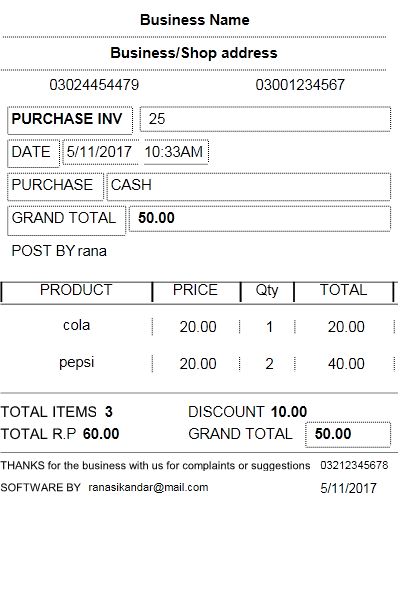 Business Name
Business/Shop address
03024454479 03001234567
PURCHASE INV 25
DATE 5/11/2017 10:33AM
PURCHASE CASH
GRAND TOTAL 50.00
POST BY rana
PRODUCT PRICE Qty TOTAL
cola 20.00 1 20.00
pepsi 20.00 2 40.00
TOTAL ITEMS 3 DISCOUNT 10.00
TOTAL R.P 60.00 GRAND TOTAL 50.00
THANKS for the business with us for complaints or suggestions 03212345678
SOFTWARE BY ranasikandar@mail.com 5/11/2017